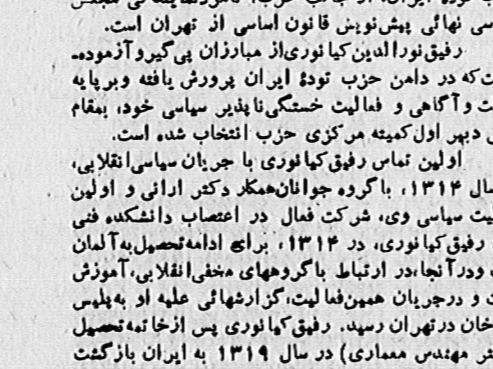 سی نهائی پیش‌نویس قانون اساسی از تهران است.
رفیق نورالدین کیانوری از مبارزان پی‌گیر و آزموده‌ـ
ت که در دامن حزب تودهٔ ایران پرورش یافته و بر پایه
ت و آگاهی و فعالیت خستگی‌ناپذیر سیاسی خود، بمقام
دبیر اول کمیته مرکزی حزب انتخاب شده است.
اولین تماس رفیق کیانوری با جریان سیاسی انقلابی،
سال ۱۳۱۴، با گروه جوانان همکار دکتر ارانی و اولین
یت سیاسی وی، شرکت فعال در اعتصاب دانشکده فنی
رفیق کیانوری، در ۱۳۱۴، برای ادامه تحصیل به آلمان
و در آنجا، در ارتباط با گروههای مخفی انقلابی، آموزش
ت و در جریان همین فعالیت، گزارشهائی علیه او به پلیس
خان در تهران رسید. رفیق کیانوری پس از خاتمه تحصیل
مهندس معماری) در سال ۱۳۱۹ به ایران بازگشت